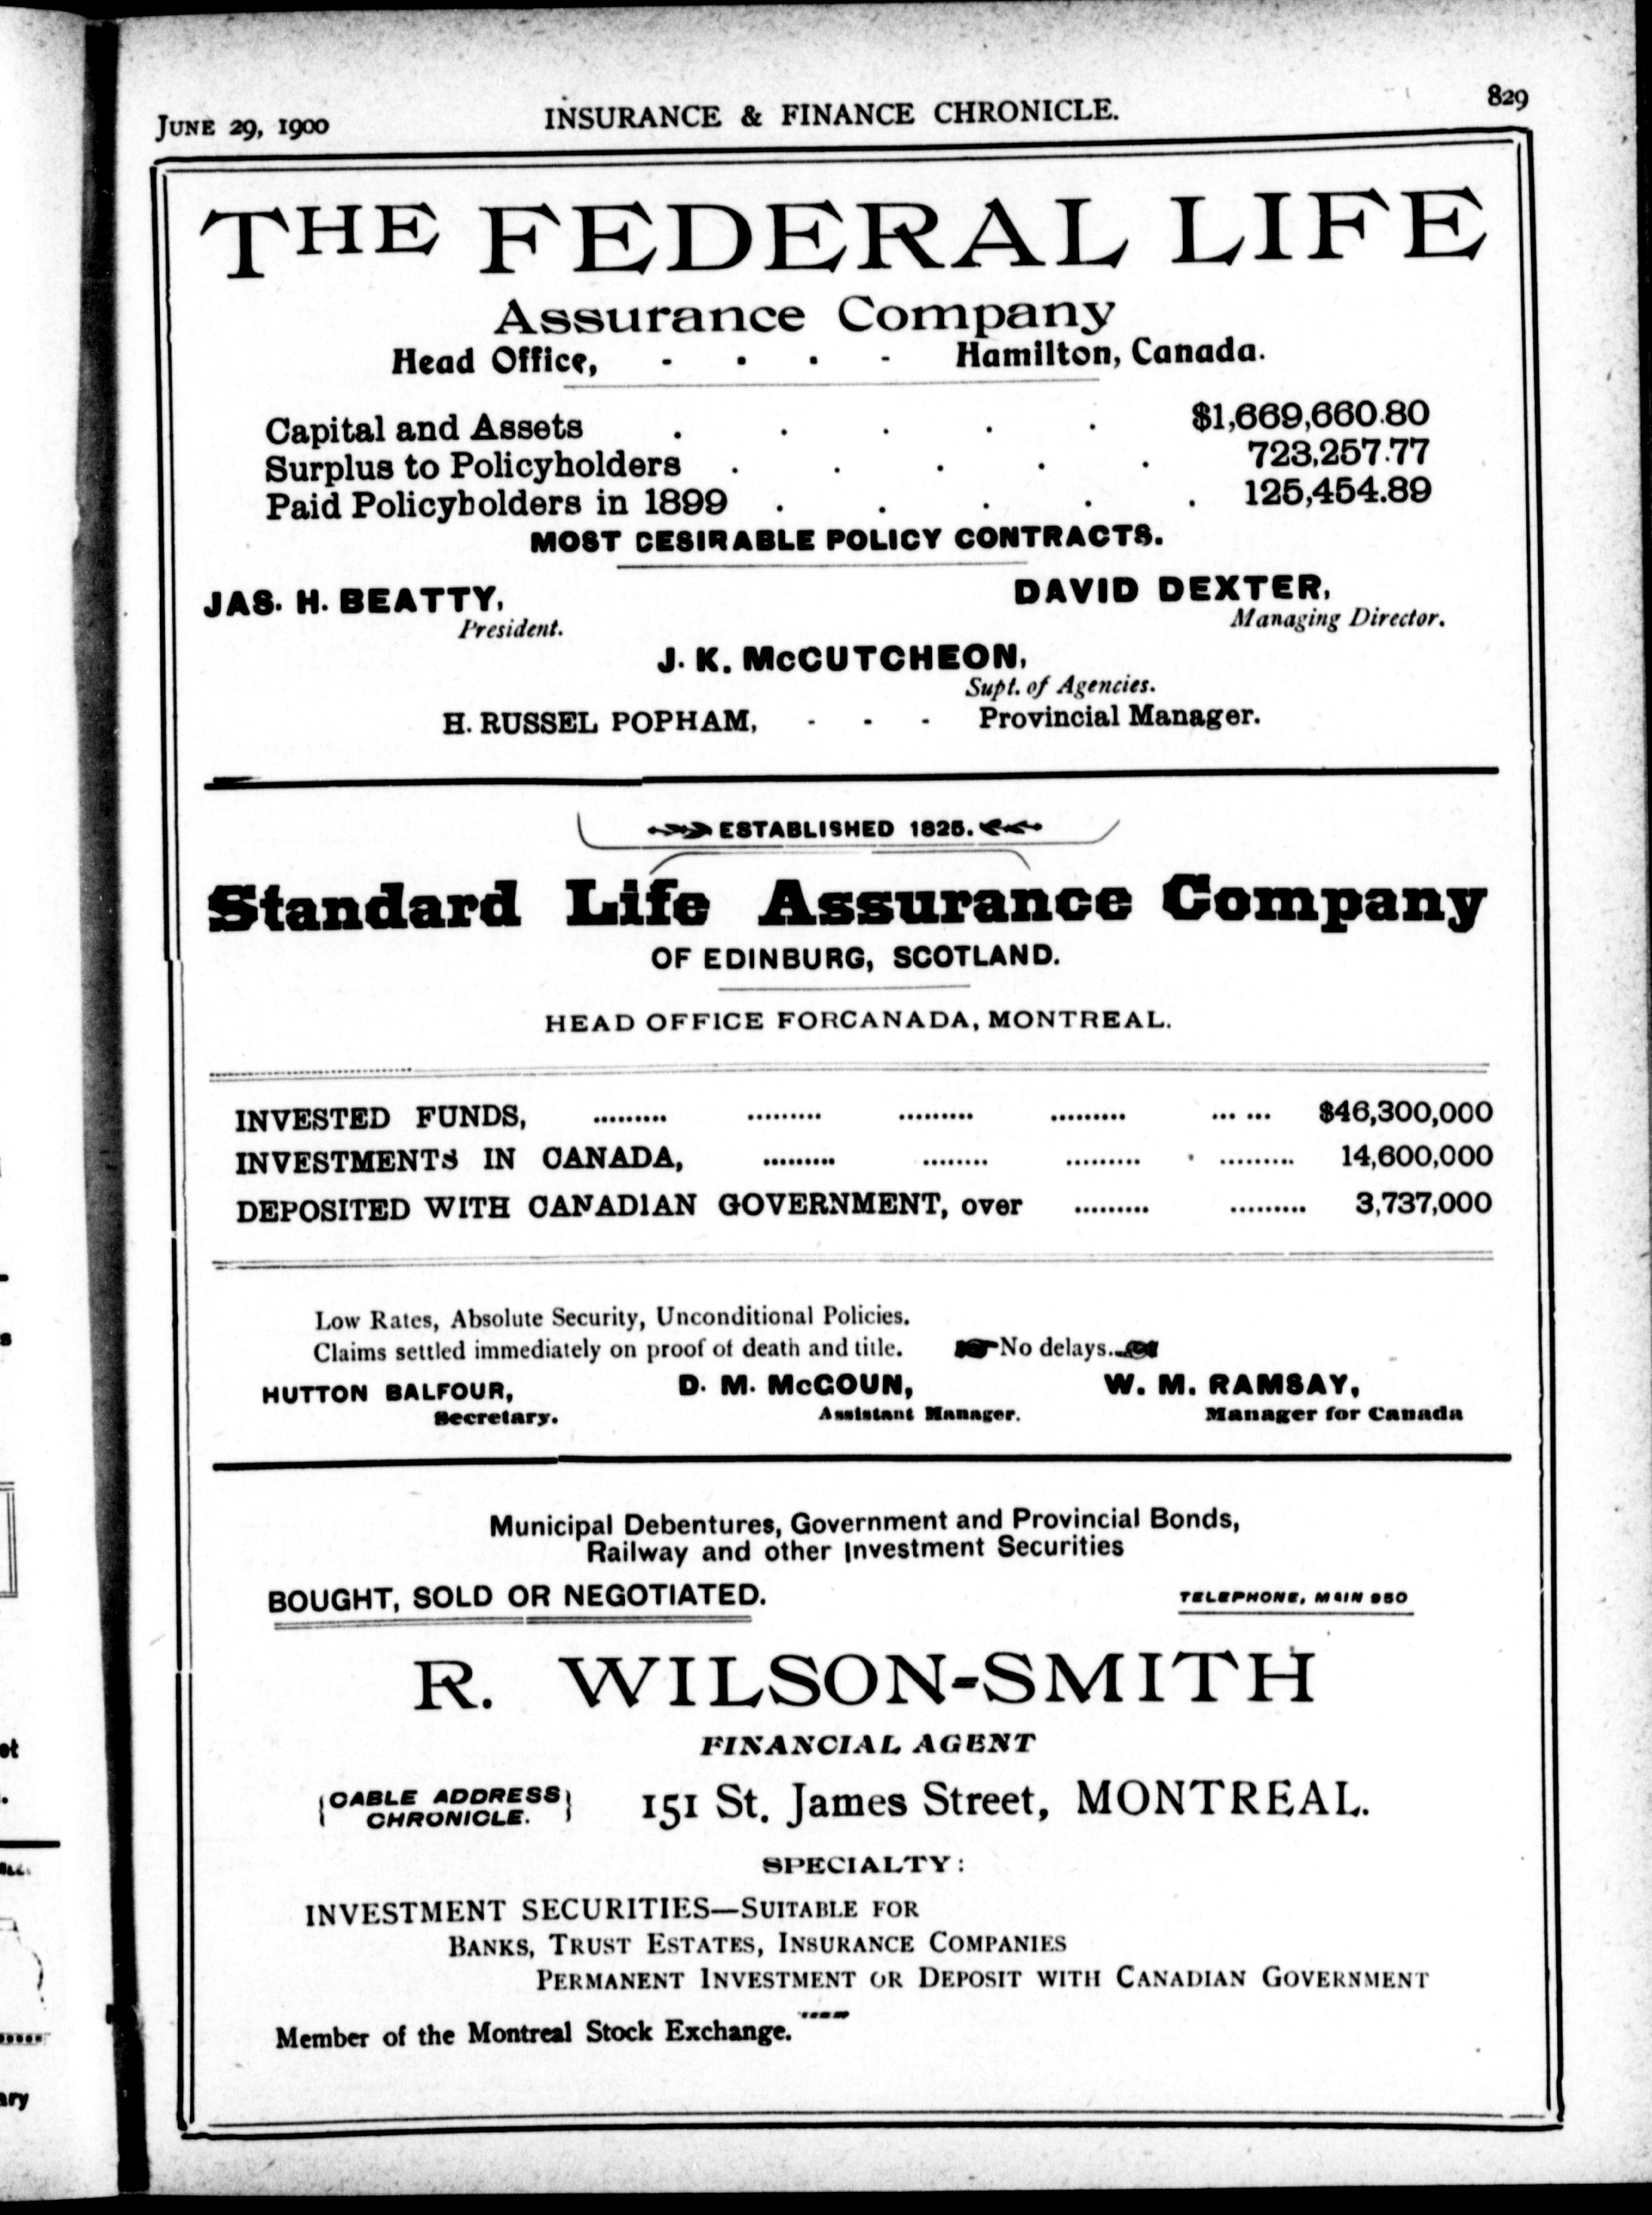 JUNE 29, 1900 INSURANCE & FINANCE CHRONICLE. 829
THE FEDERAL LIFE
Assurance Company
Head Office, - . . - Hamilton, Canada.
Capital and Assets . . . . . $1,669,660.80
Surplus to Policyholders . . . . . 723,257.77
Paid Policyholders in 1899 . . . . . 125,454.89
MOST DESIRABLE POLICY CONTRACTS.
JAS. H. BEATTY, DAVID DEXTER,
President. Managing Director.
J. K. McCUTCHEON,
Supt. of Agencies.
H. RUSSEL POPHAM, - - - Provincial Manager.
ESTABLISHED 1825.
Standard Life Assurance Company
OF EDINBURG, SCOTLAND.
HEAD OFFICE FORCANADA, MONTREAL.
INVESTED FUNDS, ......... ......... ......... ......... ... ... $46,300,000
INVESTMENTS IN CANADA, ......... ........ ......... . ......... 14,600,000
DEPOSITED WITH CANADIAN GOVERNMENT, over ......... ......... 3,737,000
Low Rates, Absolute Security, Unconditional Policies.
Claims settled immediately on proof of death and title. No delays.
HUTTON BALFOUR, D. M. McGOUN, W. M. RAMSAY,
Secretary. Assistant Manager. Manager for Canada
Municipal Debentures, Government and Provincial Bonds,
Railway and other Investment Securities
BOUGHT, SOLD OR NEGOTIATED. TELEPHONE, MAIN 950
R. WILSON-SMITH
FINANCIAL AGENT
{CABLE ADDRESS} 151 St. James Street, MONTREAL.
CHRONICLE.
SPECIALTY:
INVESTMENT SECURITIES—SUITABLE FOR
BANKS, TRUST ESTATES, INSURANCE COMPANIES
PERMANENT INVESTMENT OR DEPOSIT WITH CANADIAN GOVERNMENT
Member of the Montreal Stock Exchange.